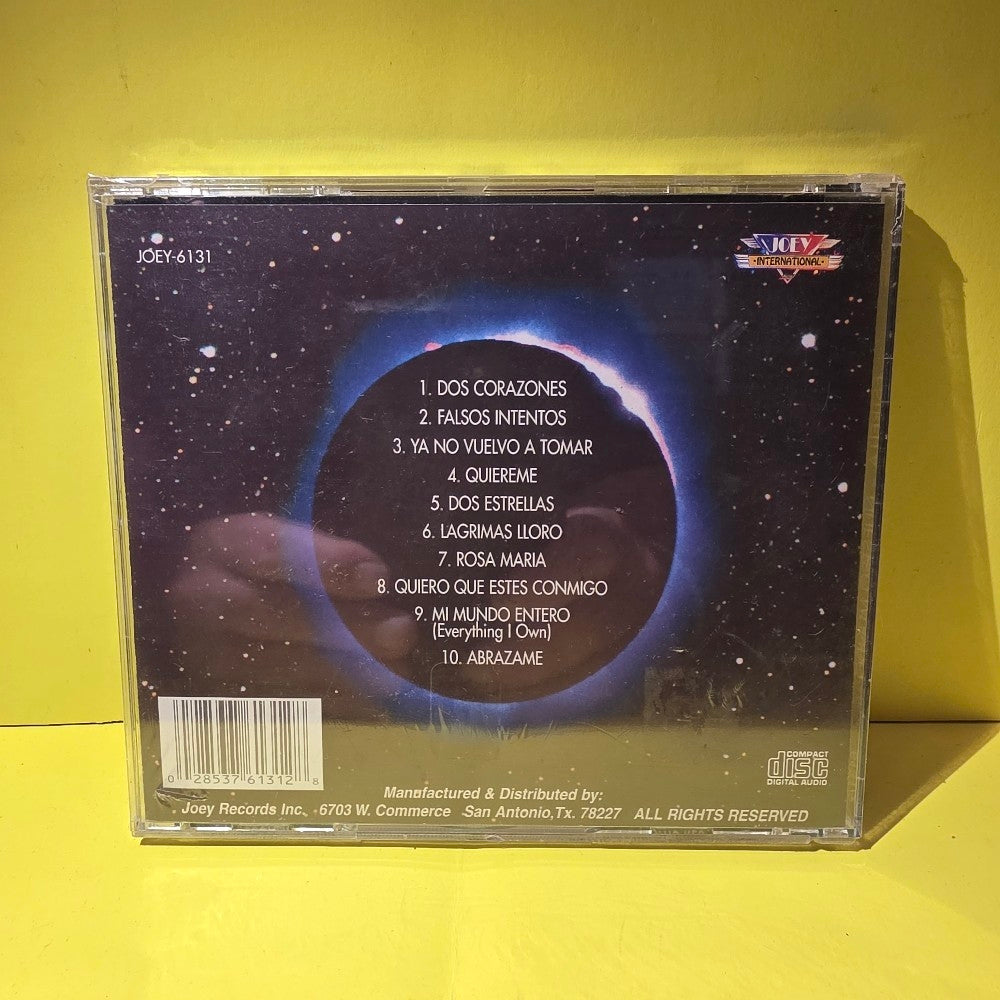 JOEY-6131
JOEY
INTERNATIONAL
1. DOS CORAZONES
2. FALSOS INTENTOS
3. YA NO VUELVO A TOMAR
4. QUIEREME
5. DOS ESTRELLAS
6. LAGRIMAS LLORO
7. ROSA MARIA
8. QUIERO QUE ESTES CONMIGO
9. MI MUNDO ENTERO
(Everything I Own)
10. ABRAZAME
0 28537 61312 8
COMPACT
disc
DIGITAL AUDIO
Manufactured & Distributed by:
Joey Records Inc. 6703 W. Commerce San Antonio,Tx. 78227 ALL RIGHTS RESERVED